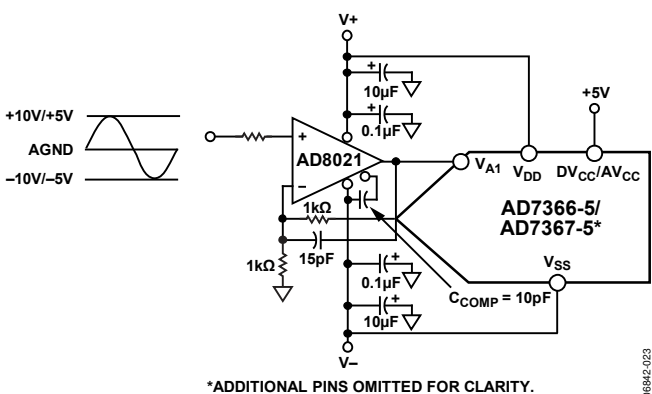 V+
+
10µF
+10V/+5V
AGND
–10V/–5V
+
0.1µF
+5V
+
AD8021
–
V_A1
V_DD
DV_CC/AV_CC
AD7366-5/
AD7367-5*
V_SS
1kΩ
15pF
1kΩ
+
0.1µF
C_COMP = 10pF
+
10µF
V–
*ADDITIONAL PINS OMITTED FOR CLARITY.
06842-023